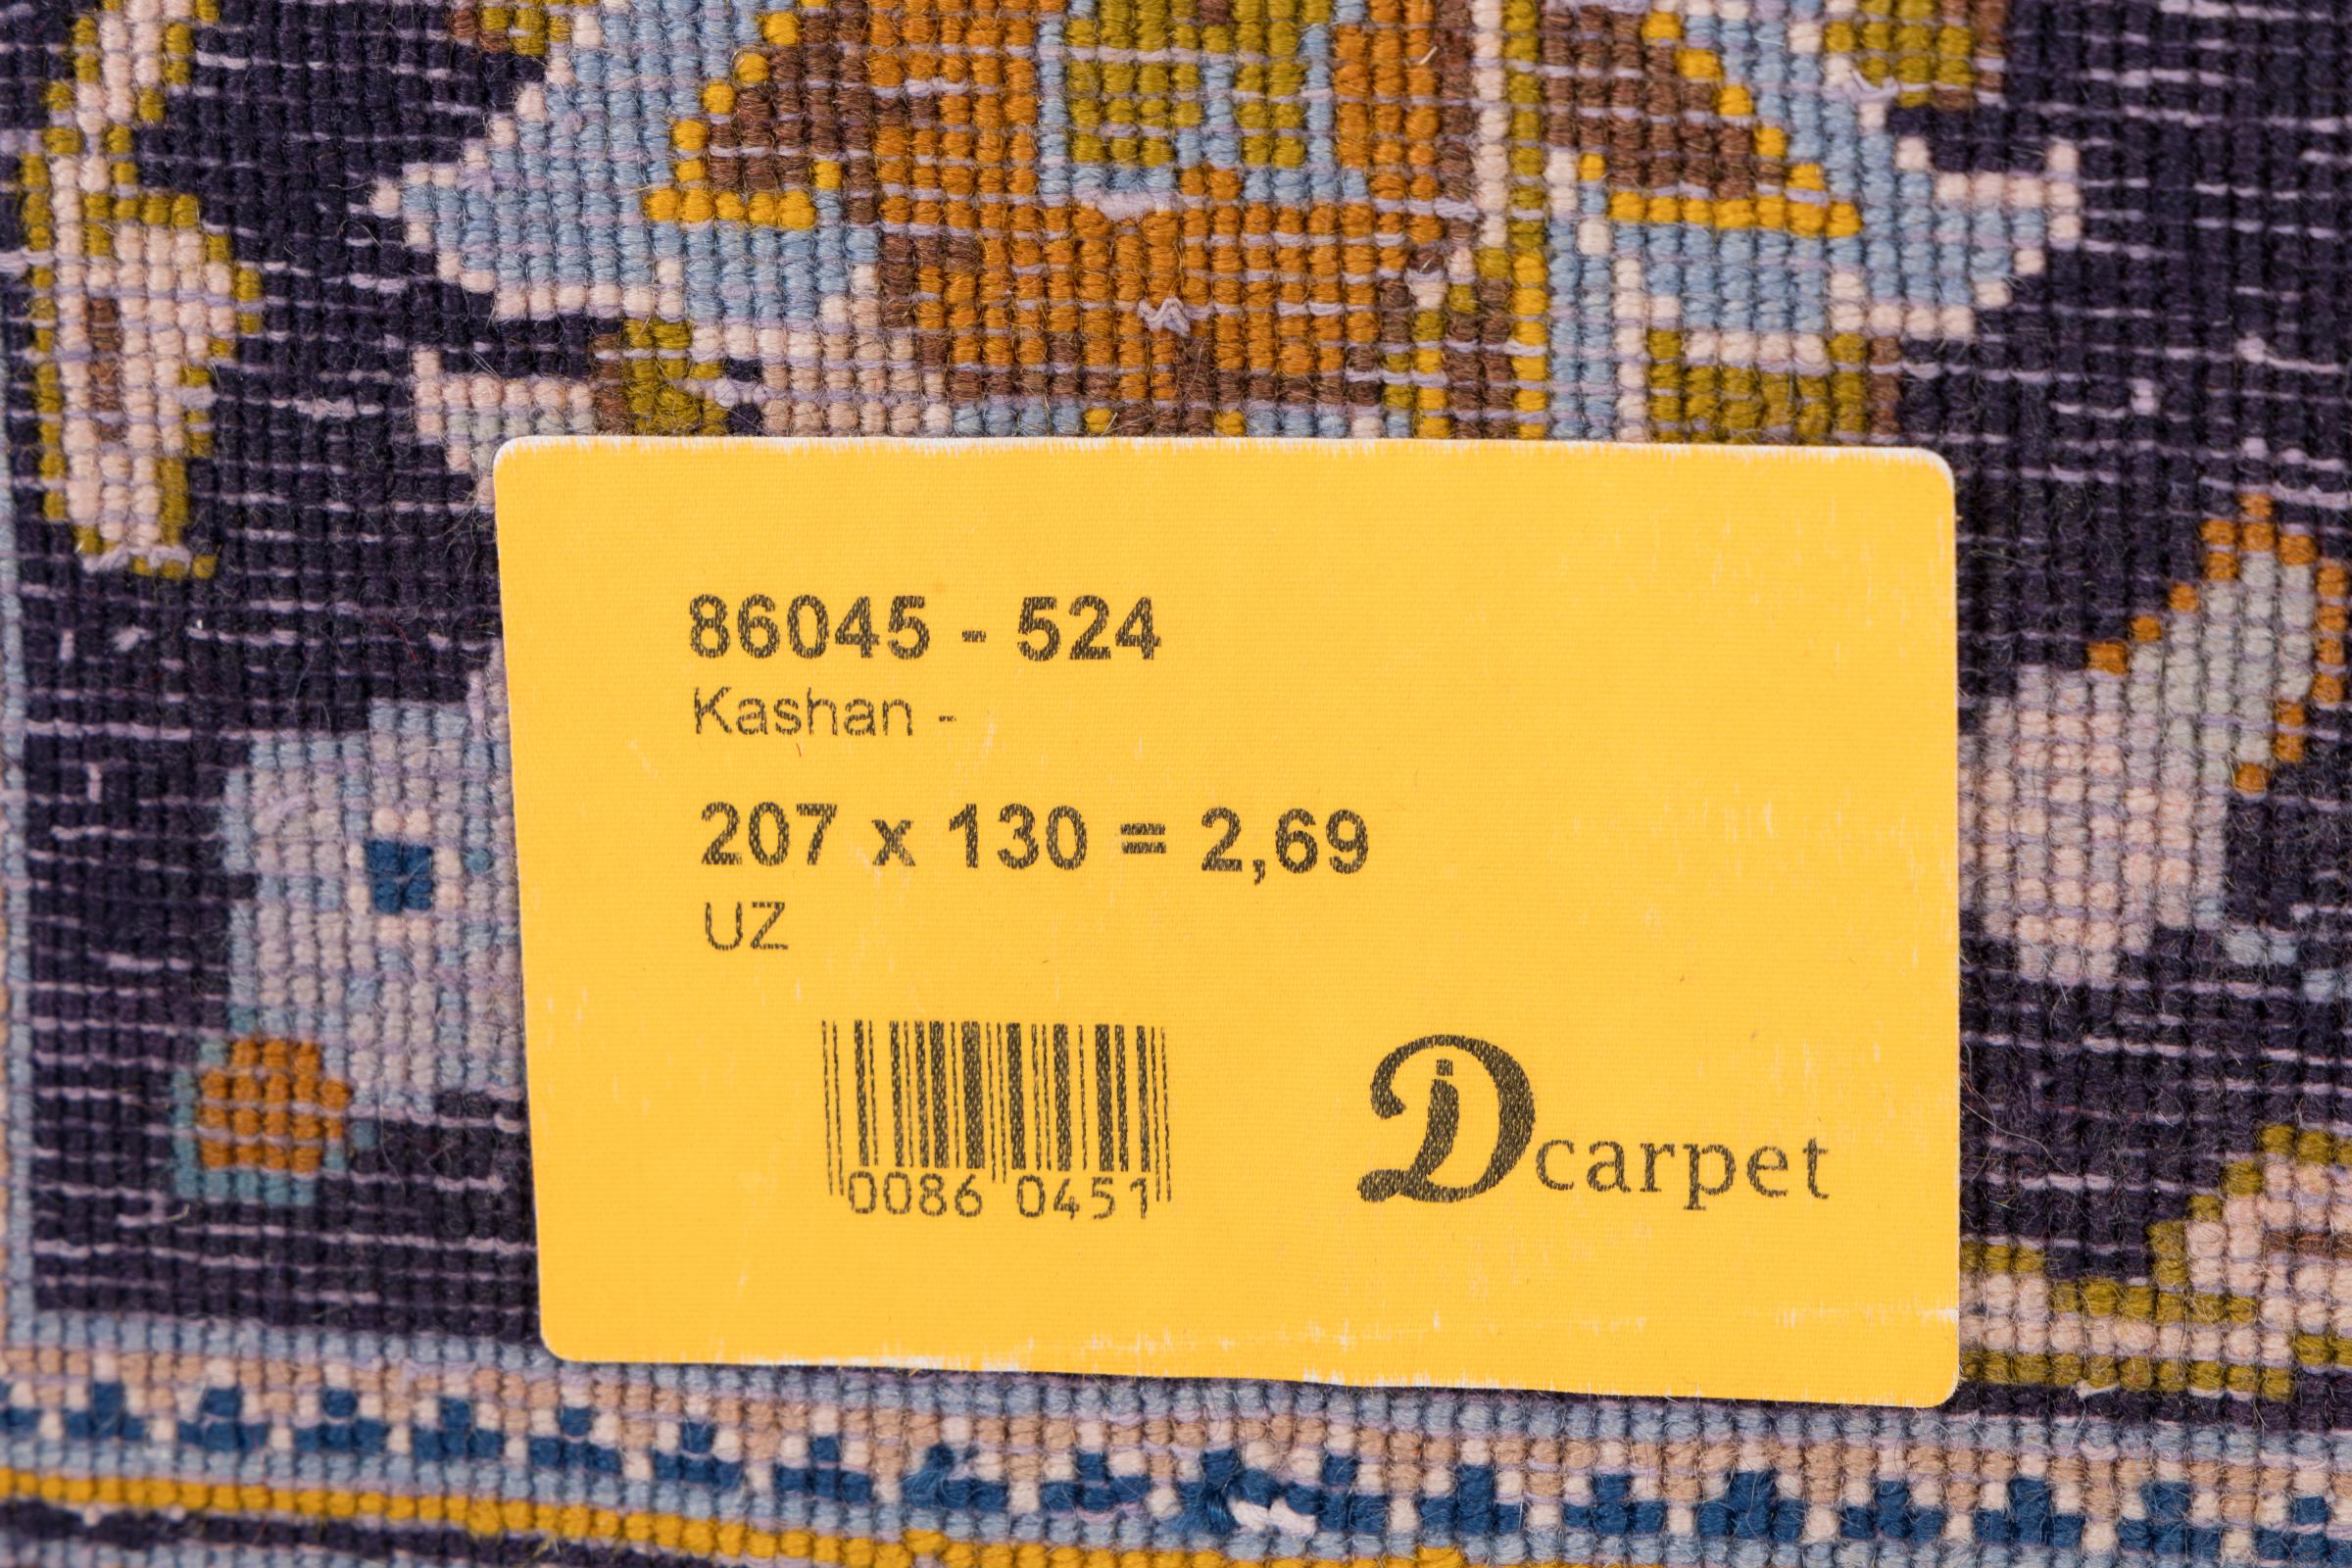 86045 - 524
Kashan -
207 x 130 = 2,69
UZ
0086 0451
Dcarpet